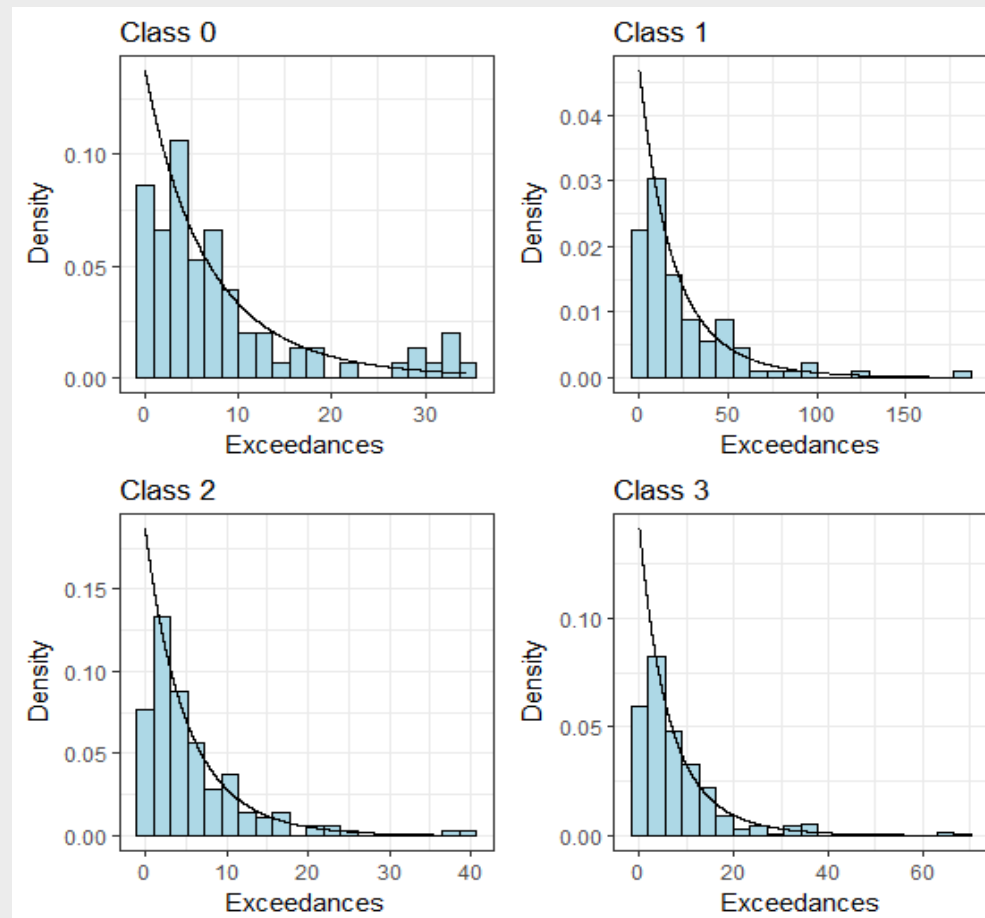 Class 0
Density
0.10
0.05
0.00
0 10 20 30
Exceedances
Class 1
Density
0.04
0.03
0.02
0.01
0.00
0 50 100 150
Exceedances
Class 2
Density
0.15
0.10
0.05
0.00
0 10 20 30 40
Exceedances
Class 3
Density
0.10
0.05
0.00
0 20 40 60
Exceedances